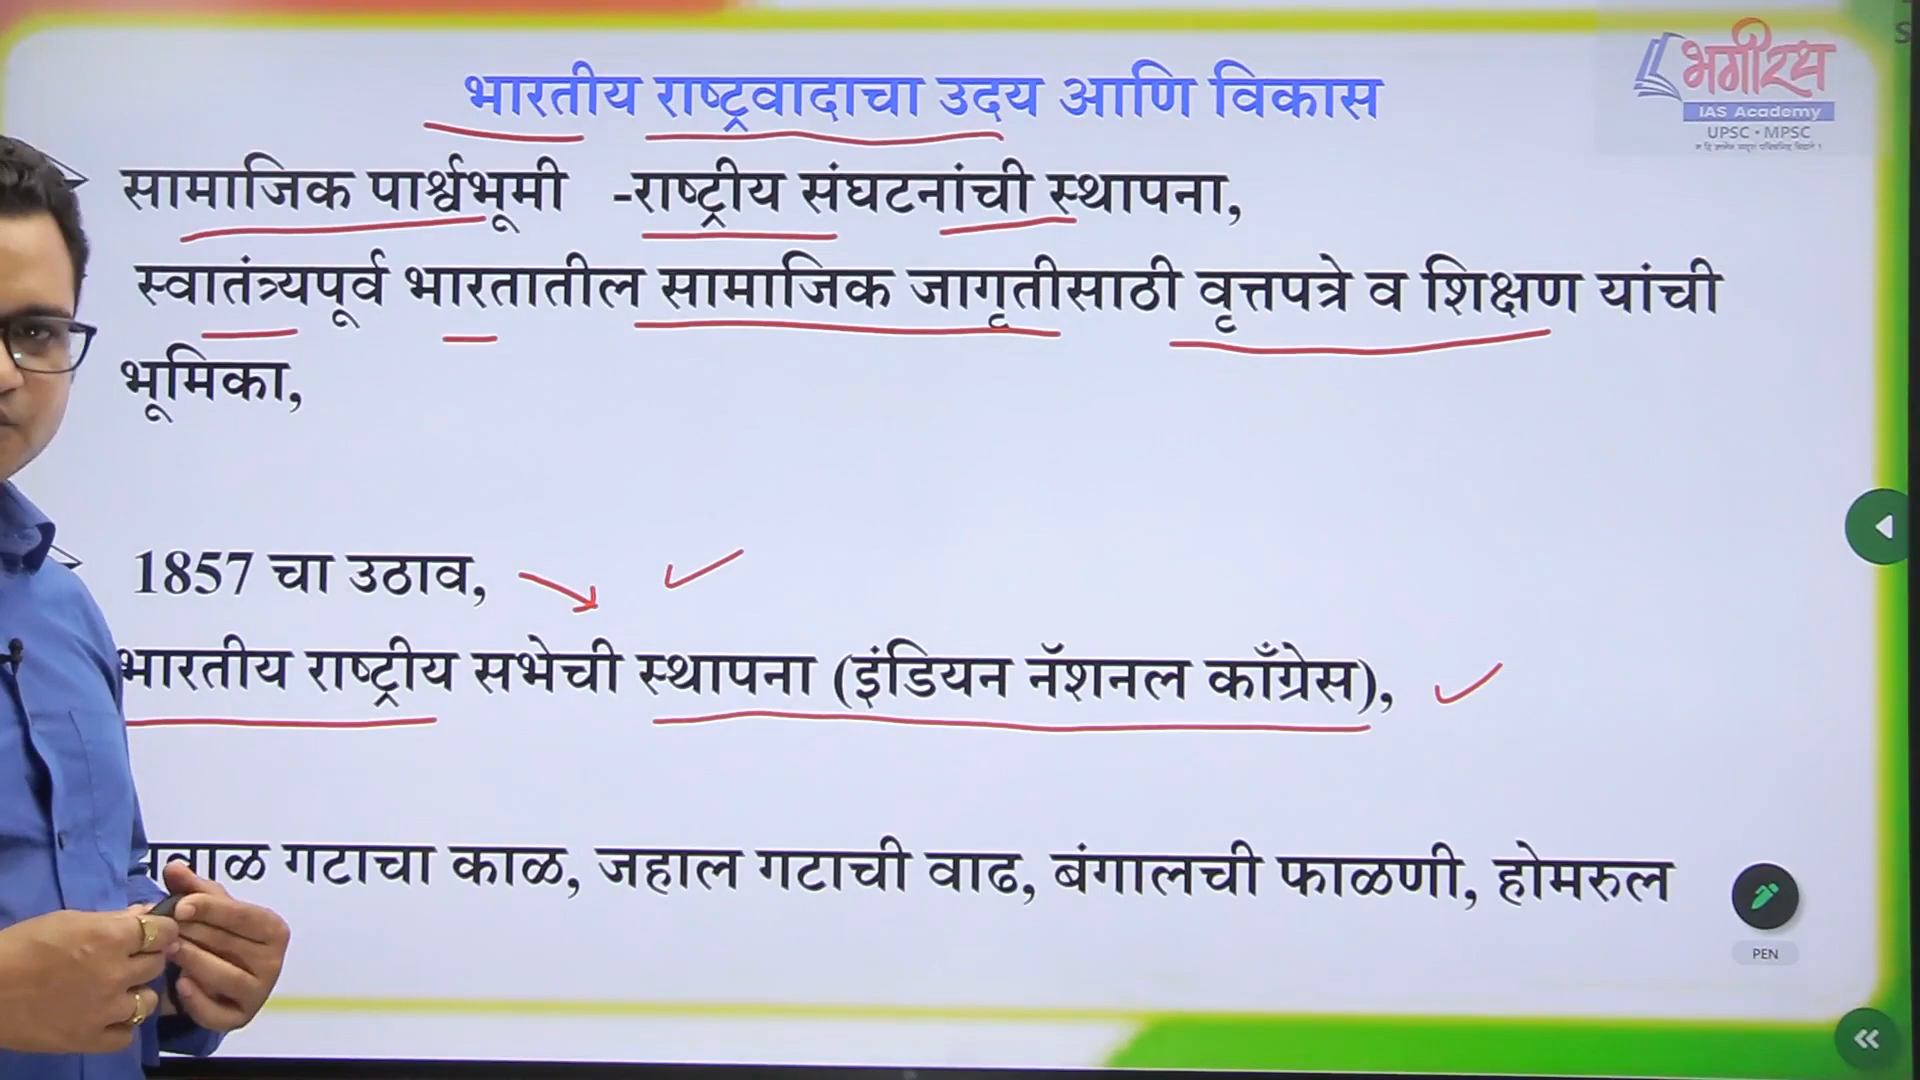 भारतीय राष्ट्रवादाचा उदय आणि विकास
भगीरथ
IAS Academy
UPSC • MPSC
सामाजिक पार्श्वभूमी -राष्ट्रीय संघटनांची स्थापना,
स्वातंत्र्यपूर्व भारतातील सामाजिक जागृतीसाठी वृत्तपत्रे व शिक्षण यांची
भूमिका,
1857 चा उठाव,
भारतीय राष्ट्रीय सभेची स्थापना (इंडियन नॅशनल काँग्रेस),
गटाचा काळ, जहाल गटाची वाढ, बंगालची फाळणी, होमरुल
PEN